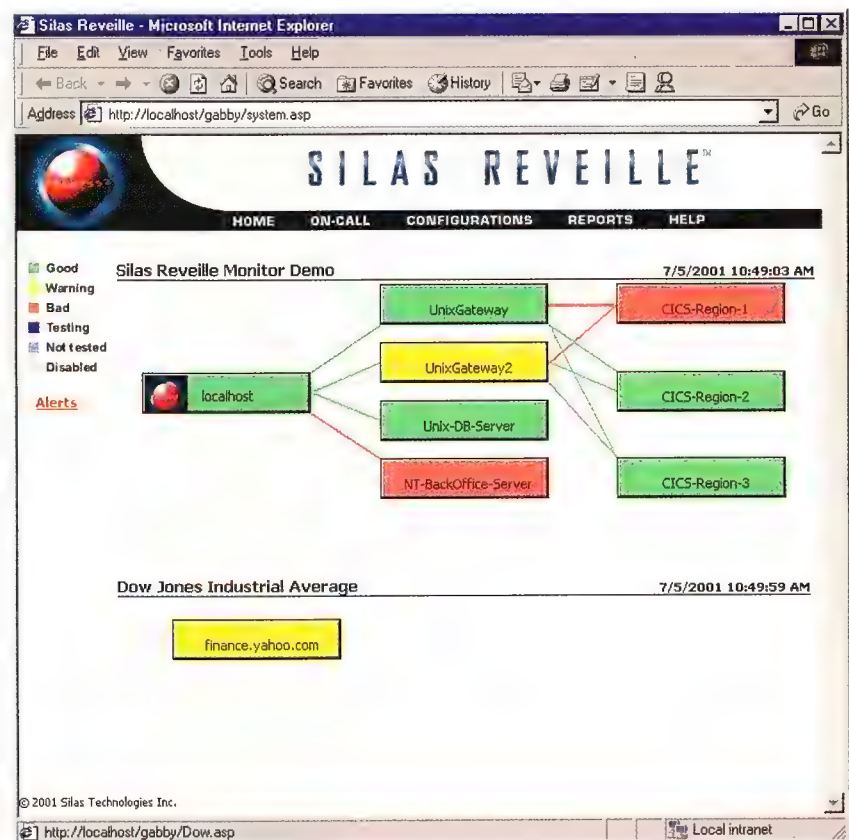 Silas Reveille - Microsoft Internet Explorer
File Edit View Favorites Tools Help
Back Search Favorites History
Address http://localhost/gabby/system.asp Go
SILAS REVEILLE™
HOME ON-CALL CONFIGURATIONS REPORTS HELP
Good
Warning
Bad
Testing
Not tested
Disabled
Alerts
Silas Reveille Monitor Demo 7/5/2001 10:49:03 AM
UnixGateway CICS-Region-1
UnixGateway2
localhost CICS-Region-2
Unix-DB-Server
NT-BackOffice-Server CICS-Region-3
Dow Jones Industrial Average 7/5/2001 10:49:59 AM
finance.yahoo.com
© 2001 Silas Technologies Inc.
http://localhost/gabby/Dow.asp Local intranet